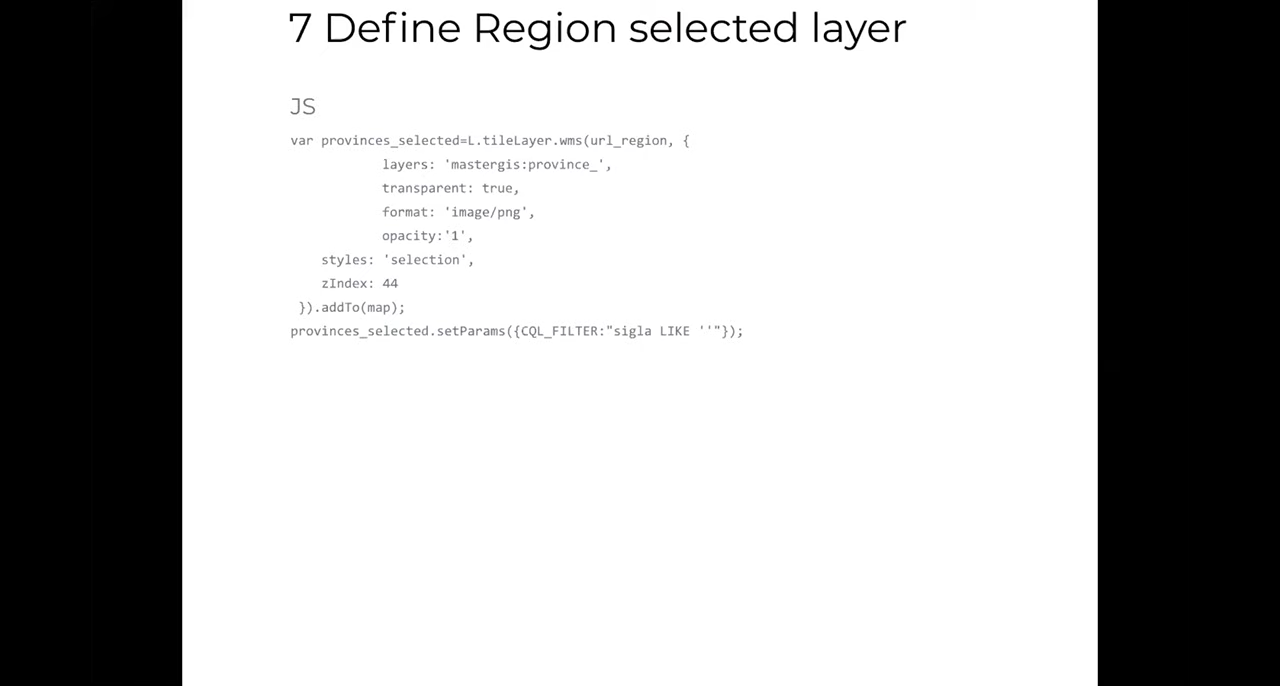 7 Define Region selected layer
JS
var provinces_selected=L.tileLayer.wms(url_region, {
layers: 'mastergis:province_',
transparent: true,
format: 'image/png',
opacity:'1',
styles: 'selection',
zIndex: 44
}).addTo(map);
provinces_selected.setParams({CQL_FILTER:"sigla LIKE ''"});